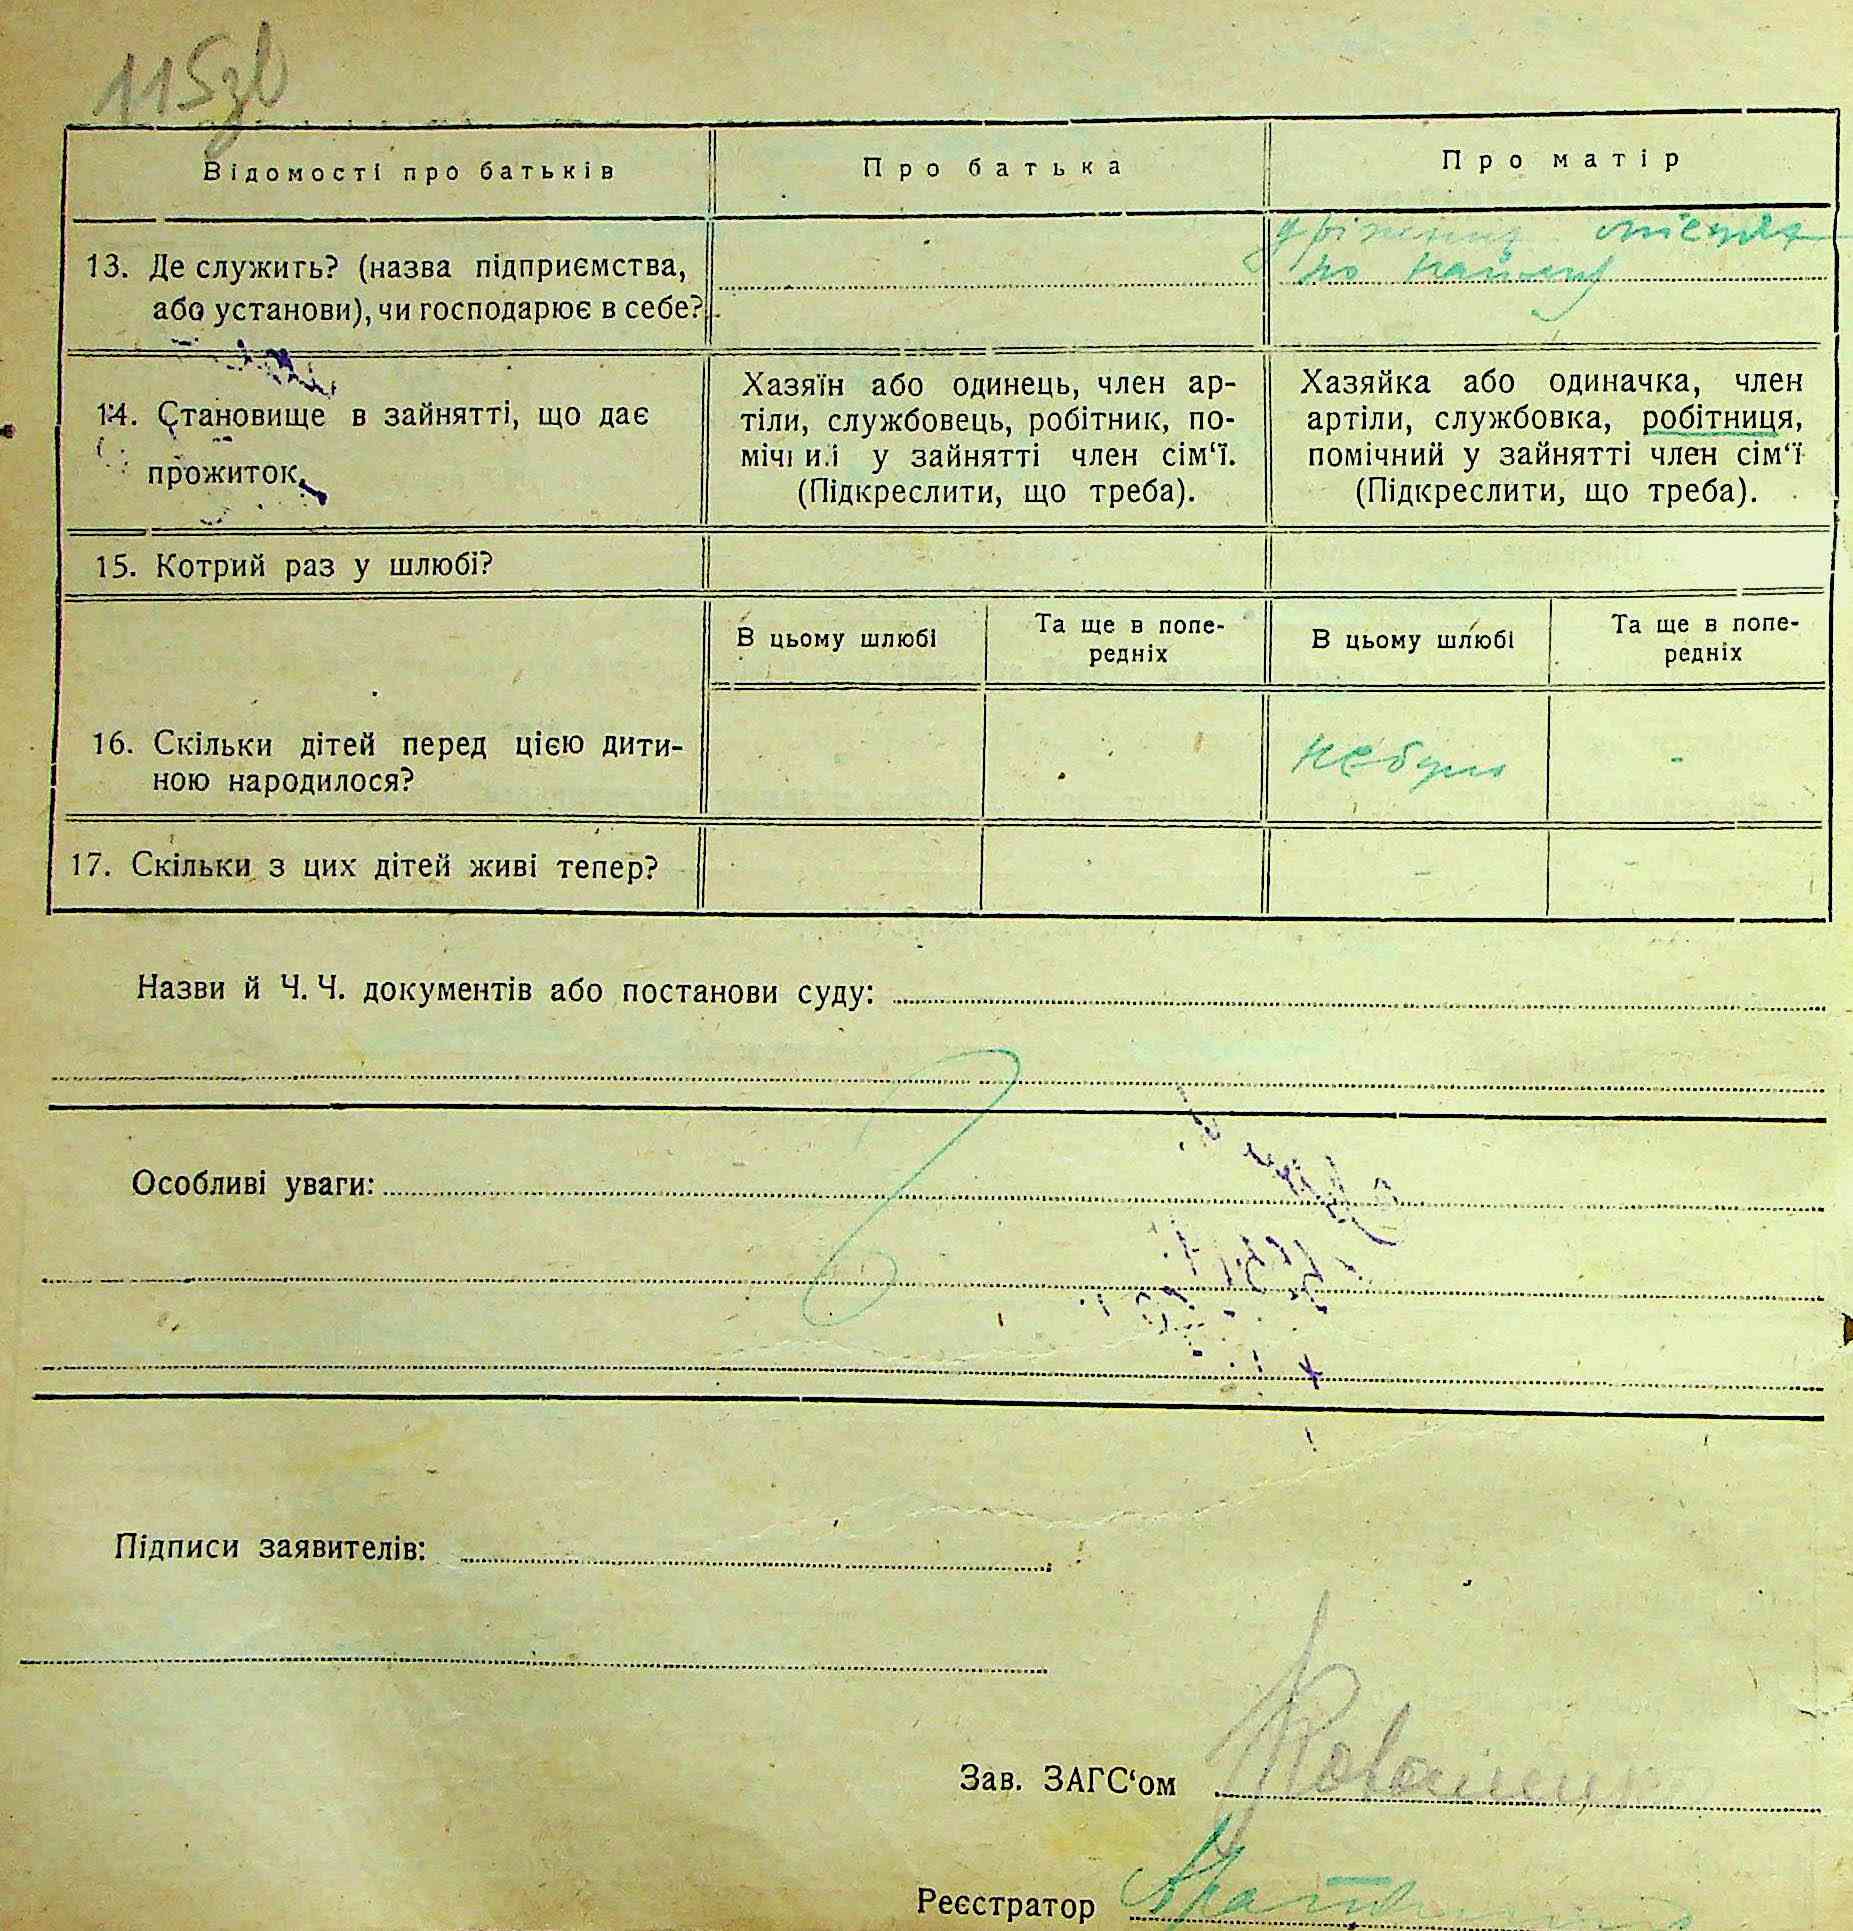 115зв
Відомості про батьків
Про батька
Про матір
13. Де служить? (назва підприємства,
або установи), чи господарює в себе?
у ріжних місцях
по найму
14. Становище в зайнятті, що дає
прожиток.
Хазяїн або одинець, член ар-
тіли, службовець, робітник, по-
мічний у зайнятті член сім‘ї.
(Підкреслити, що треба).
Хазяйка або одиначка, член
артіли, службовка, робітниця,
помічний у зайнятті член сім‘ї
(Підкреслити, що треба).
15. Котрий раз у шлюбі?
В цьому шлюбі
Та ще в попе-
редніх
В цьому шлюбі
Та ще в попе-
редніх
16. Скільки дітей перед цією дити-
ною народилося?
небуло -
17. Скільки з цих дітей живі тепер?
- -
Назви й Ч. Ч. документів або постанови суду:
Особливі уваги:
Підписи заявителів:
Зав. ЗАГС‘ом
Реєстратор